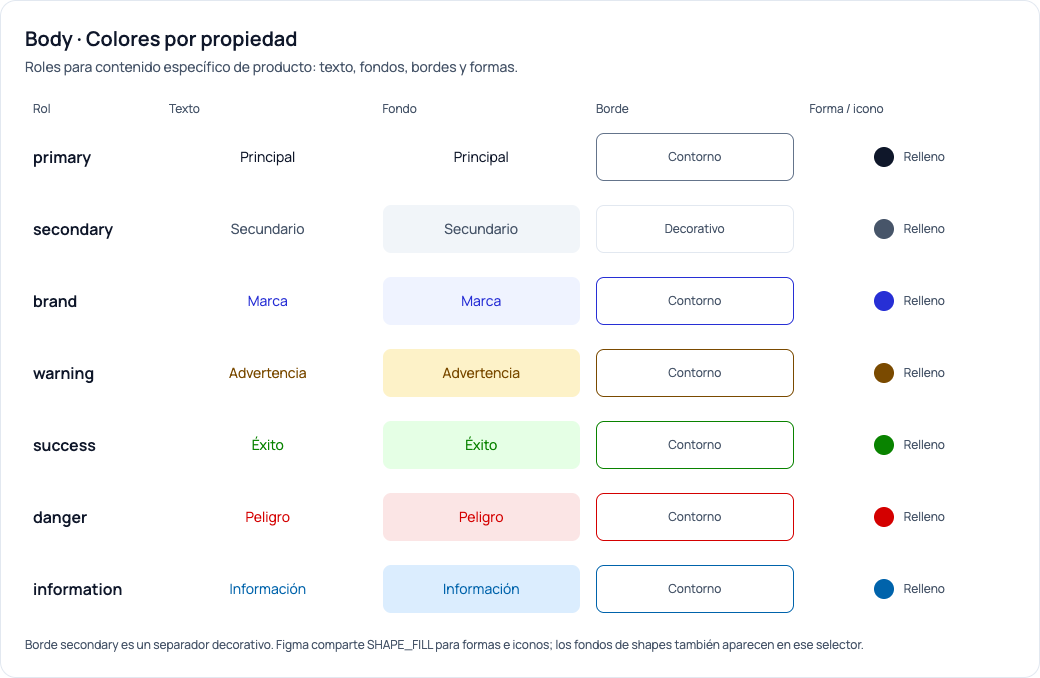 Body · Colores por propiedad
Roles para contenido específico de producto: texto, fondos, bordes y formas.
Rol Texto Fondo Borde Forma / icono
primary Principal Principal Contorno Relleno
secondary Secundario Secundario Decorativo Relleno
brand Marca Marca Contorno Relleno
warning Advertencia Advertencia Contorno Relleno
success Éxito Éxito Contorno Relleno
danger Peligro Peligro Contorno Relleno
information Información Información Contorno Relleno
Borde secondary es un separador decorativo. Figma comparte SHAPE_FILL para formas e iconos; los fondos de shapes también aparecen en ese selector.